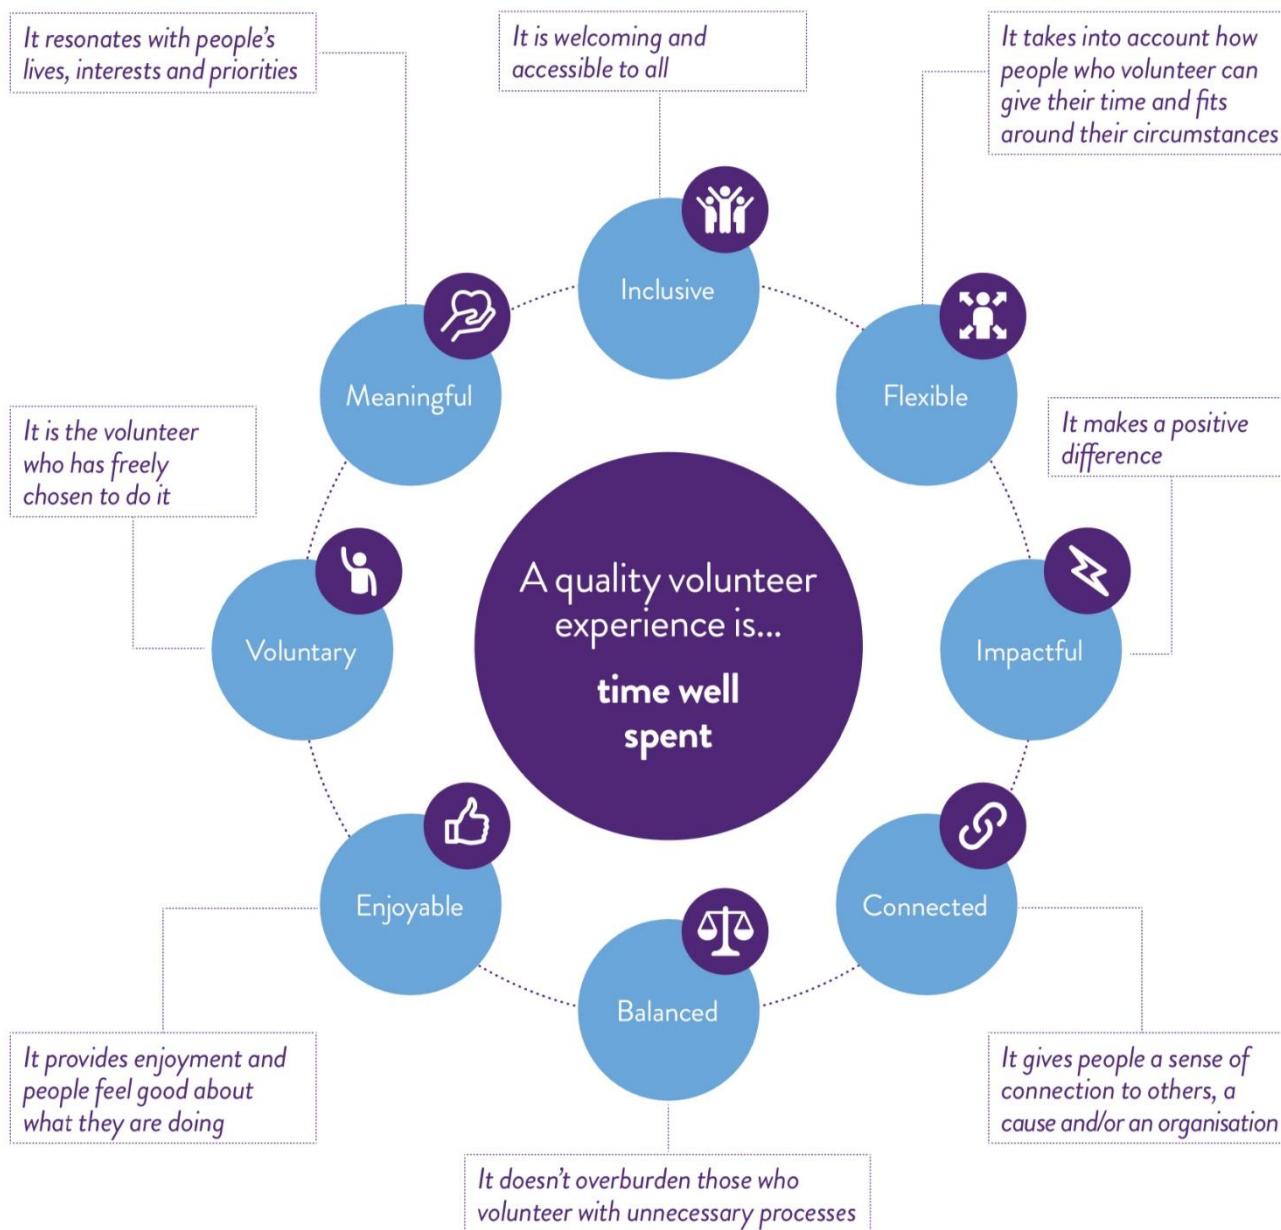 It resonates with people’s
lives, interests and priorities
It is welcoming and
accessible to all
It takes into account how
people who volunteer can
give their time and fits
around their circumstances
Inclusive
Meaningful
Flexible
It is the volunteer
who has freely
chosen to do it
It makes a positive
difference
A quality volunteer
experience is...
time well
spent
Voluntary
Impactful
Enjoyable
Connected
Balanced
It provides enjoyment and
people feel good about
what they are doing
It gives people a sense of
connection to others, a
cause and/or an organisation
It doesn’t overburden those who
volunteer with unnecessary processes